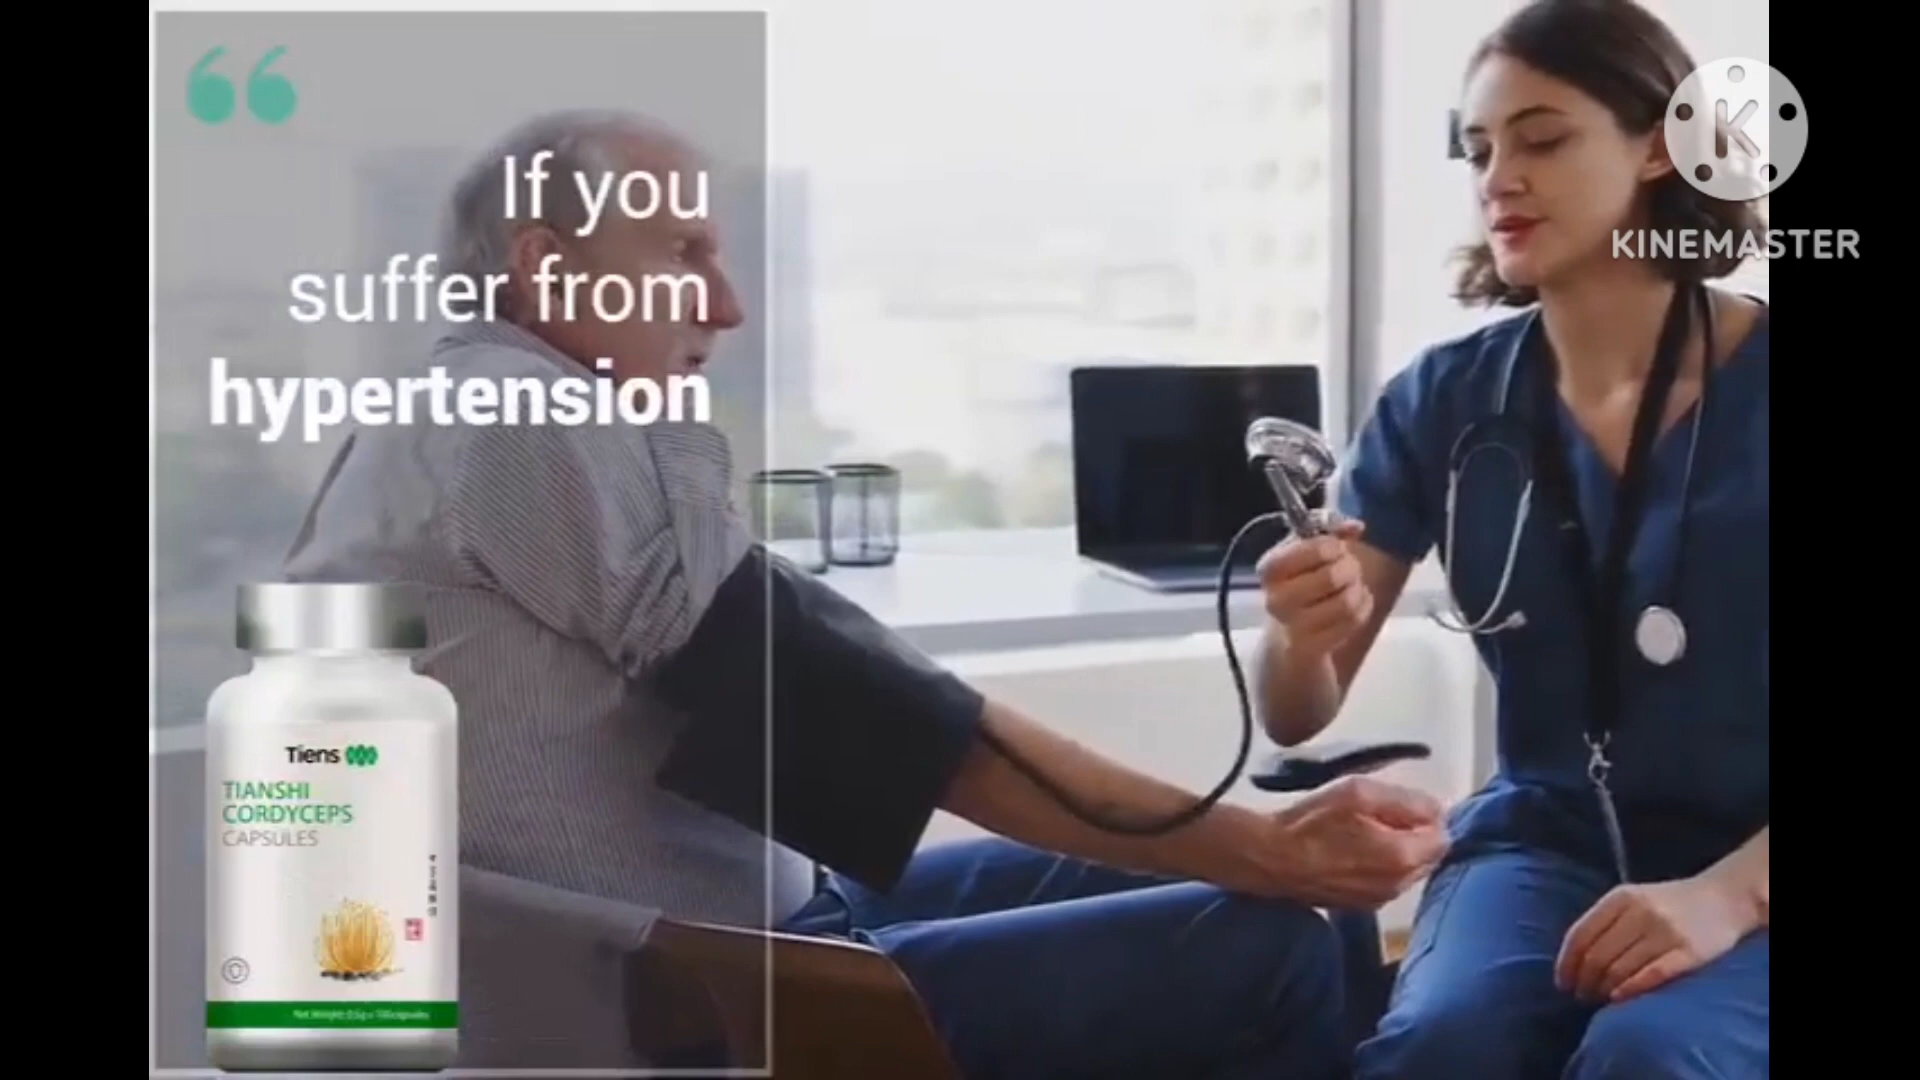 If you
suffer from
hypertension
K
KINEMASTER
Tiens
TIANSHI
CORDYCEPS
CAPSULES